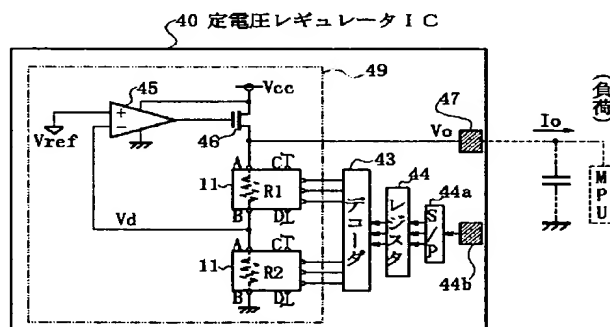 40 定電圧レギュレータＩＣ
49
45
Vcc
+
−
Vref
46
Vo
47
Io
(負荷)
MPU
A
CT
11
R1
B
DL
Vd
43
デコーダ
44
レジスタ
44a
S/P
44b
A
CT
11
R2
B
DL